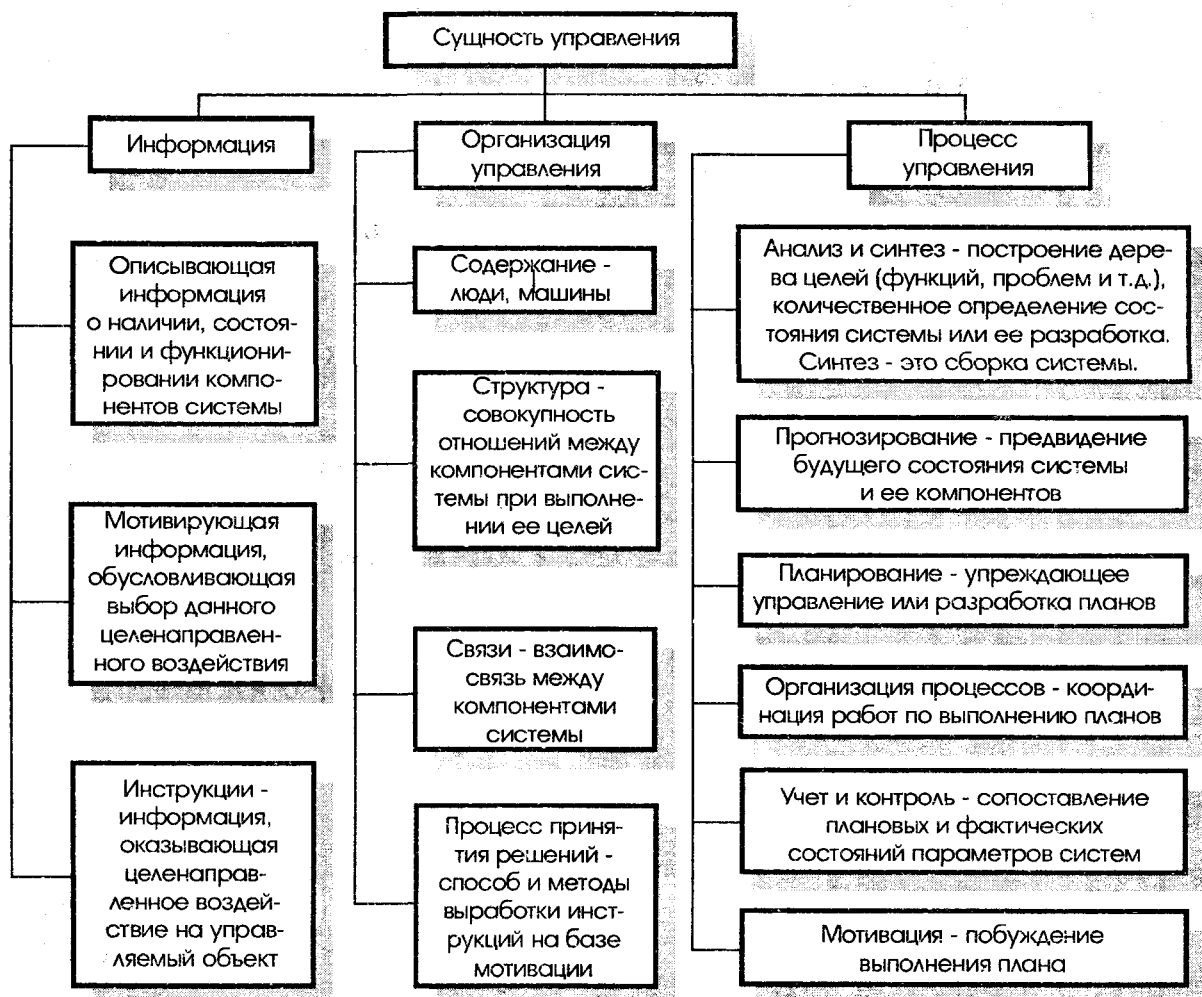 Сущность управления
Информация
Описывающая
информация
о наличии, состоя-
нии и функциони-
ровании компо-
нентов системы
Мотивирующая
информация,
обусловливающая
выбор данного
целенаправлен-
ного воздействия
Инструкции -
информация,
оказывающая
целенаправ-
ленное воздей-
ствие на управ-
ляемый объект
Организация
управления
Содержание -
люди, машины
Структура -
совокупность
отношений между
компонентами сис-
темы при выполне-
нии ее целей
Связи - взаимо-
связь между
компонентами
системы
Процесс приня-
тия решений -
способ и методы
выработки инст-
рукций на базе
мотивации
Процесс
управления
Анализ и синтез - построение дере-
ва целей (функций, проблем и т.д.),
количественное определение сос-
тояния системы или ее разработка.
Синтез - это сборка системы.
Прогнозирование - предвидение
будущего состояния системы
и ее компонентов
Планирование - упреждающее
управление или разработка планов
Организация процессов - коорди-
нация работ по выполнению планов
Учет и контроль - сопоставление
плановых и фактических
состояний параметров систем
Мотивация - побуждение
выполнения плана